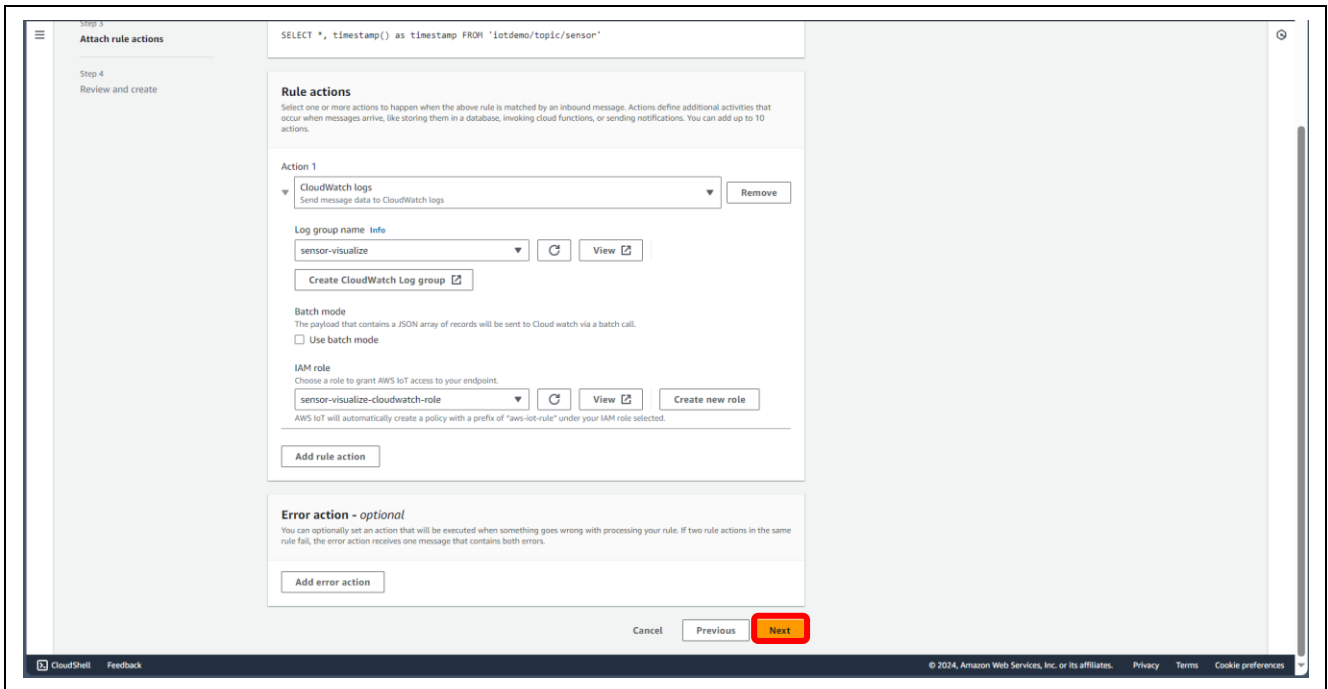 Step 3
Attach rule actions
Step 4
Review and create
SELECT *, timestamp() as timestamp FROM 'iotdemo/topic/sensor'
Rule actions
Select one or more actions to happen when the above rule is matched by an inbound message. Actions define additional activities that
occur when messages arrive, like storing them in a database, invoking cloud functions, or sending notifications. You can add up to 10
actions.
Action 1
CloudWatch logs
Send message data to CloudWatch logs
Remove
Log group name Info
sensor-visualize
View
Create CloudWatch Log group
Batch mode
The payload that contains a JSON array of records will be sent to Cloud watch via a batch call.
Use batch mode
IAM role
Choose a role to grant AWS IoT access to your endpoint.
sensor-visualize-cloudwatch-role
View
Create new role
AWS IoT will automatically create a policy with a prefix of "aws-iot-rule" under your IAM role selected.
Add rule action
Error action - optional
You can optionally set an action that will be executed when something goes wrong with processing your rule. If two rule actions in the same
rule fail, the error action receives one message that contains both errors.
Add error action
Cancel
Previous
Next
CloudShell Feedback
© 2024, Amazon Web Services, Inc. or its affiliates. Privacy Terms Cookie preferences